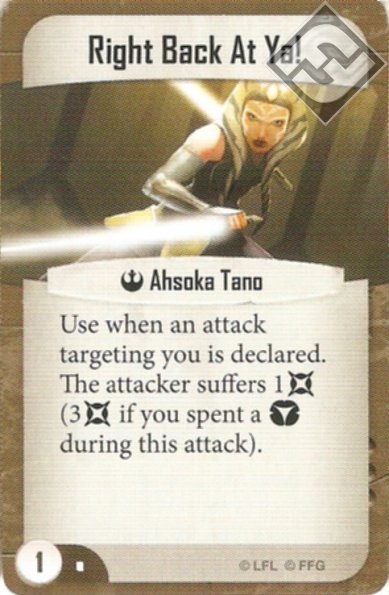 Right Back At Ya!
Ahsoka Tano
Use when an attack
targeting you is declared.
The attacker suffers 1
(3 if you spent a
during this attack).
1
© LFL © FFG